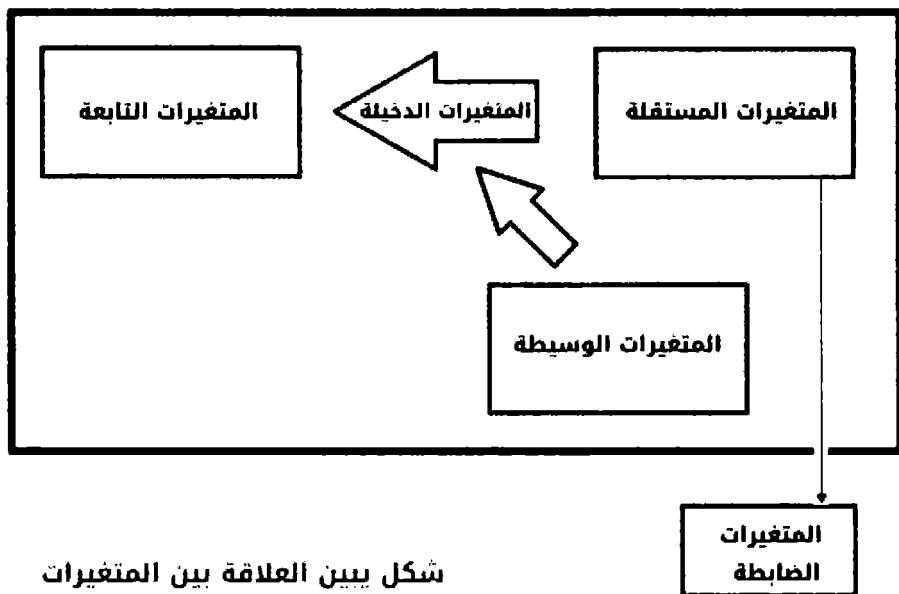 المتغيرات المستقلة
المتغيرات الدخيلة
المتغيرات التابعة
المتغيرات الوسيطة
المتغيرات
الضابطة
شكل يبين العلاقة بين المتغيرات